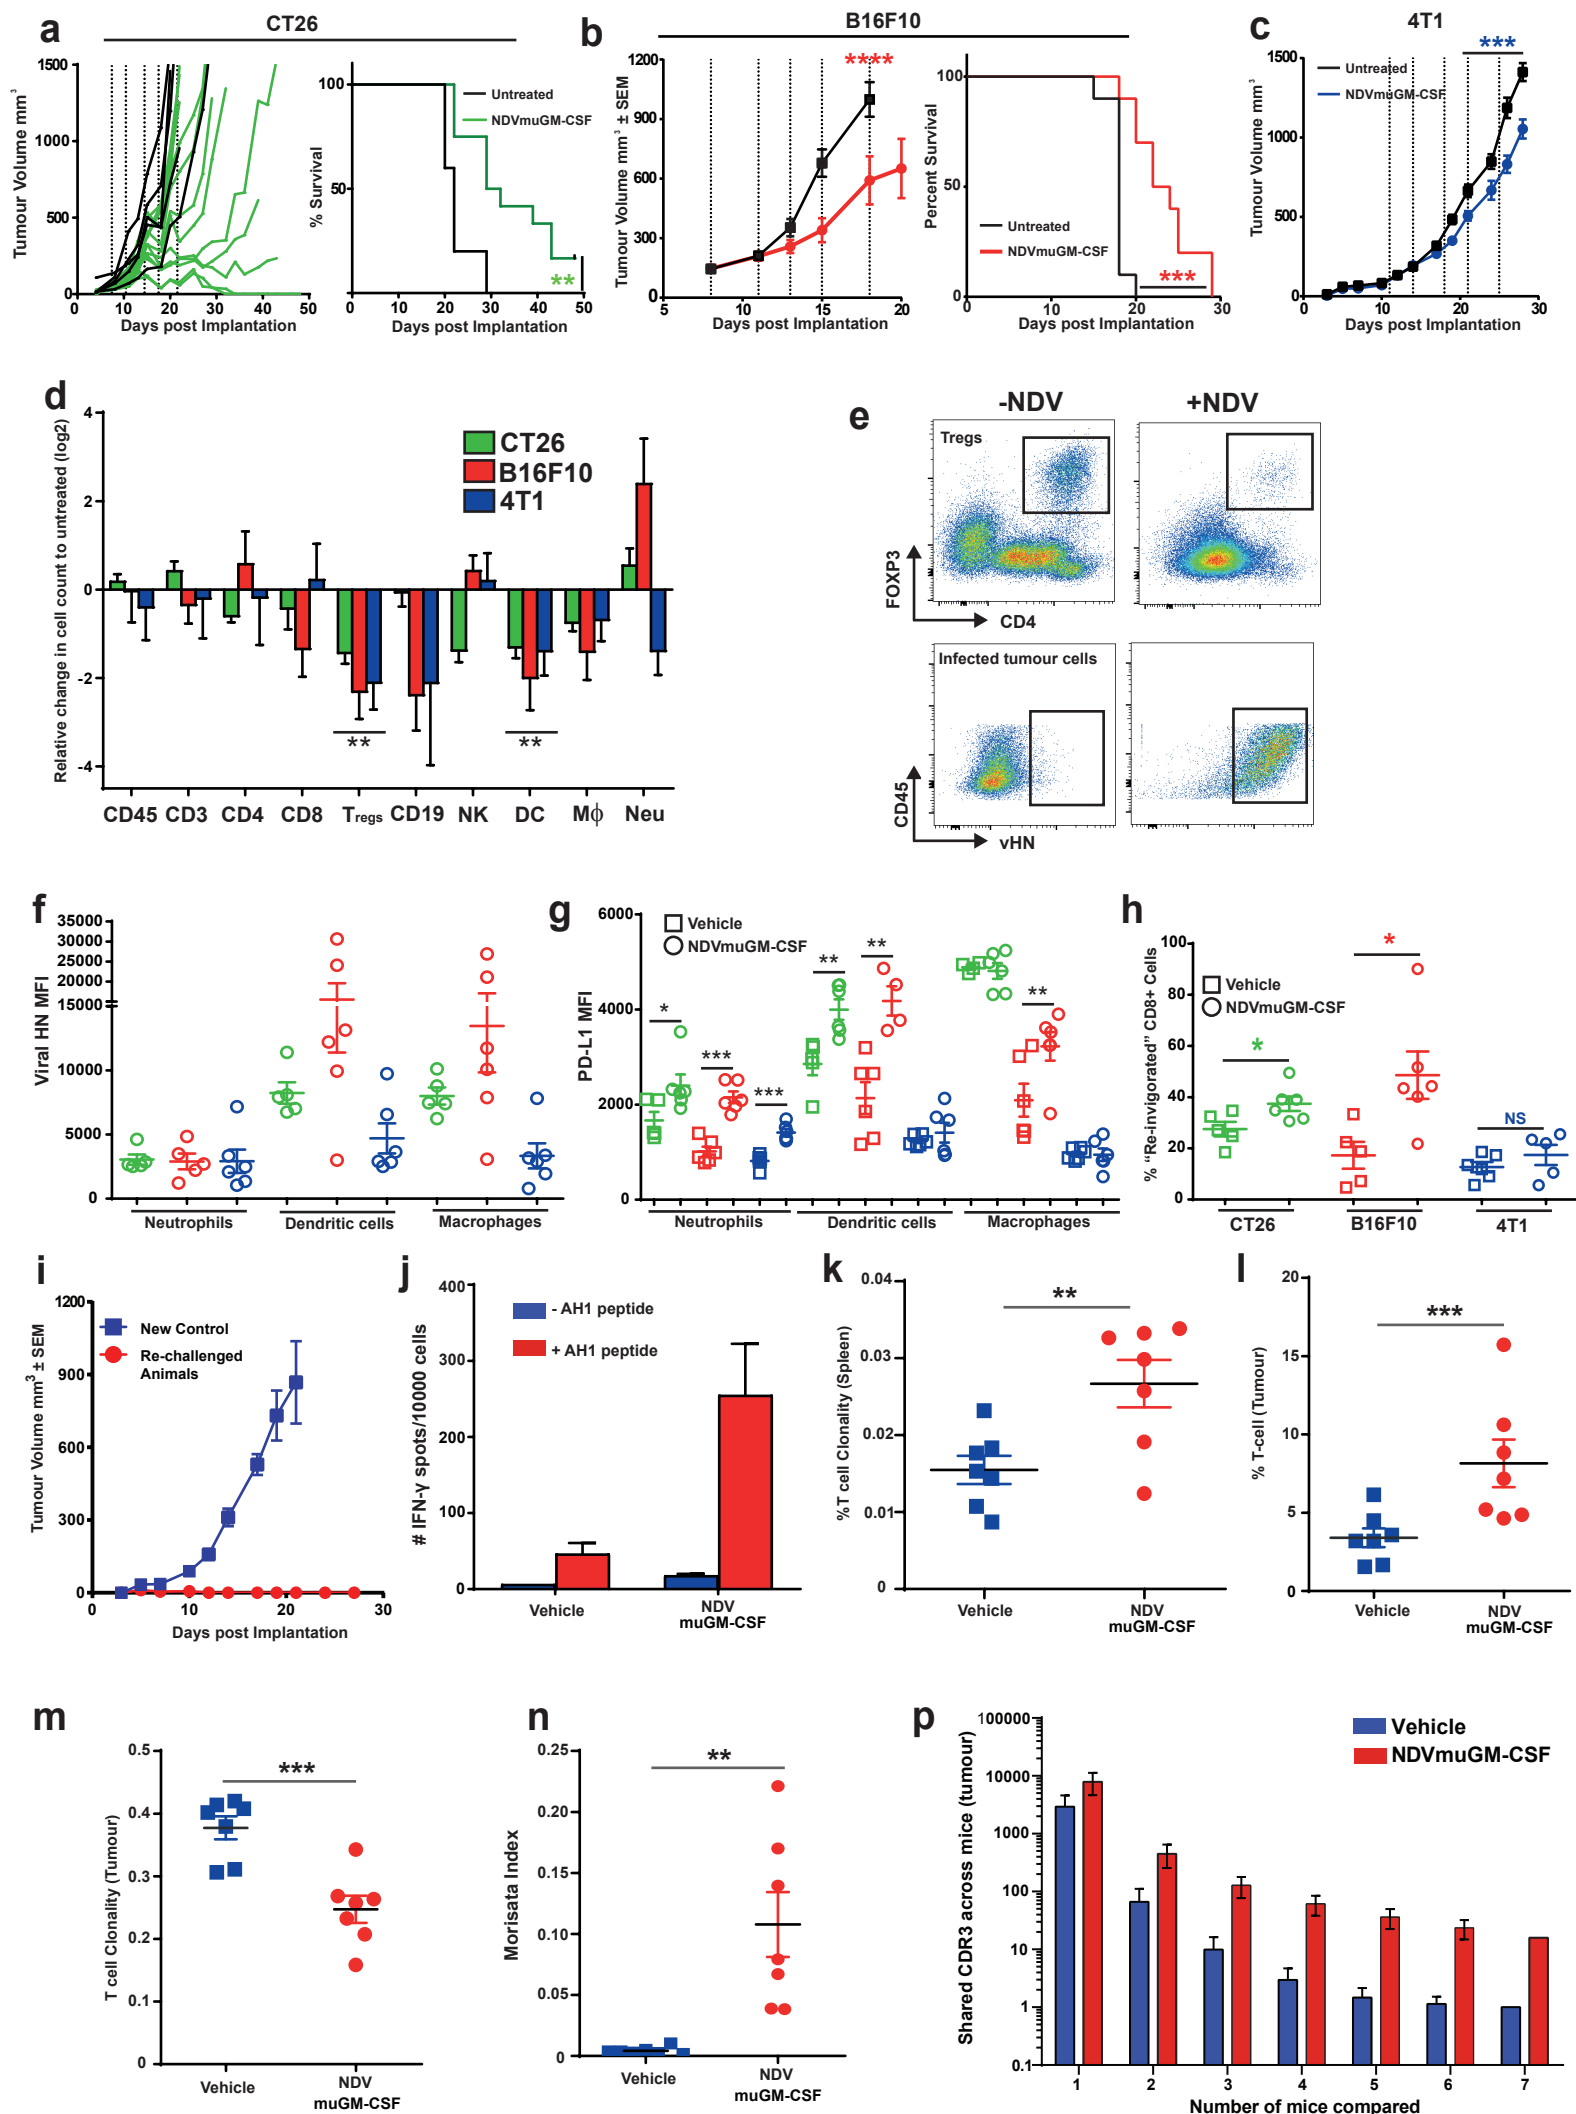 a
CT26
Tumour Volume mm³
1500
1000
500
0
0 10 20 30 40 50
Days post Implantation
% Survival
100
50
0 10 20 30 40 50
Days post Implantation
Untreated
NDVmuGM-CSF
**
b
B16F10
Tumour Volume mm³ ± SEM
1200
900
600
300
0
5 10 15 20
Days post Implantation
****
Percent Survival
100
50
0
0 10 20 30
Days post Implantation
Untreated
NDVmuGM-CSF
***
c
4T1
Tumour Volume mm³
1500
1000
500
0
0 10 20 30
Days post Implantation
Untreated
NDVmuGM-CSF
***
d
Relative change in cell count to untreated (log2)
4
2
0
-2
-4
CT26
B16F10
4T1
**
**
CD45 CD3 CD4 CD8 Tregs CD19 NK DC Mϕ Neu
e
-NDV
+NDV
Tregs
FOXP3
CD4
Infected tumour cells
CD45
vHN
f
Viral HN MFI
35000
30000
25000
20000
15000
10000
5000
0
Neutrophils
Dendritic cells
Macrophages
g
PD-L1 MFI
6000
4000
2000
0
Vehicle
NDVmuGM-CSF
*
***
***
**
**
**
Neutrophils
Dendritic cells
Macrophages
h
% “Re-invigorated” CD8+ Cells
100
80
60
40
20
0
Vehicle
NDVmuGM-CSF
*
*
NS
CT26
B16F10
4T1
i
Tumour Volume mm³ ± SEM
1200
900
600
300
0
0 10 20 30
Days post Implantation
New Control
Re-challenged
Animals
j
# IFN-γ spots/10000 cells
400
300
200
100
0
- AH1 peptide
+ AH1 peptide
Vehicle
NDV
muGM-CSF
k
%T cell Clonality (Spleen)
0.04
0.03
0.02
0.01
0
**
Vehicle
NDV
muGM-CSF
l
% T-cell (Tumour)
20
15
10
5
0
***
Vehicle
NDV
muGM-CSF
m
T cell Clonality (Tumour)
0.5
0.4
0.3
0.2
0.1
0
***
Vehicle
NDV
muGM-CSF
n
Morisata Index
0.25
0.20
0.15
0.10
0.05
0
**
Vehicle
NDV
muGM-CSF
p
Shared CDR3 across mice (tumour)
100000
10000
1000
100
10
1
0.1
Vehicle
NDVmuGM-CSF
1 2 3 4 5 6 7
Number of mice compared